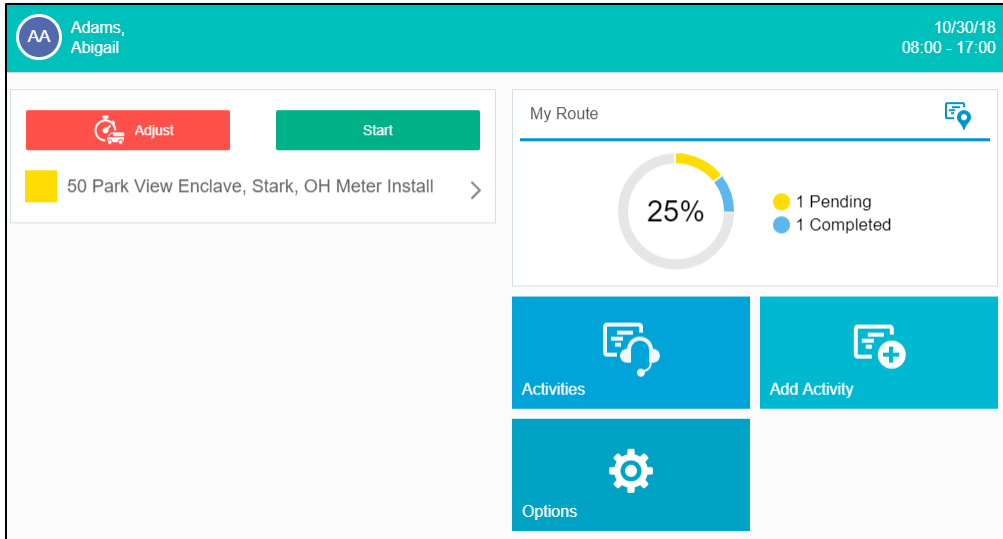 AA
Adams,
Abigail
10/30/18
08:00 - 17:00
Adjust
Start
50 Park View Enclave, Stark, OH Meter Install
My Route
25%
1 Pending
1 Completed
Activities
Add Activity
Options